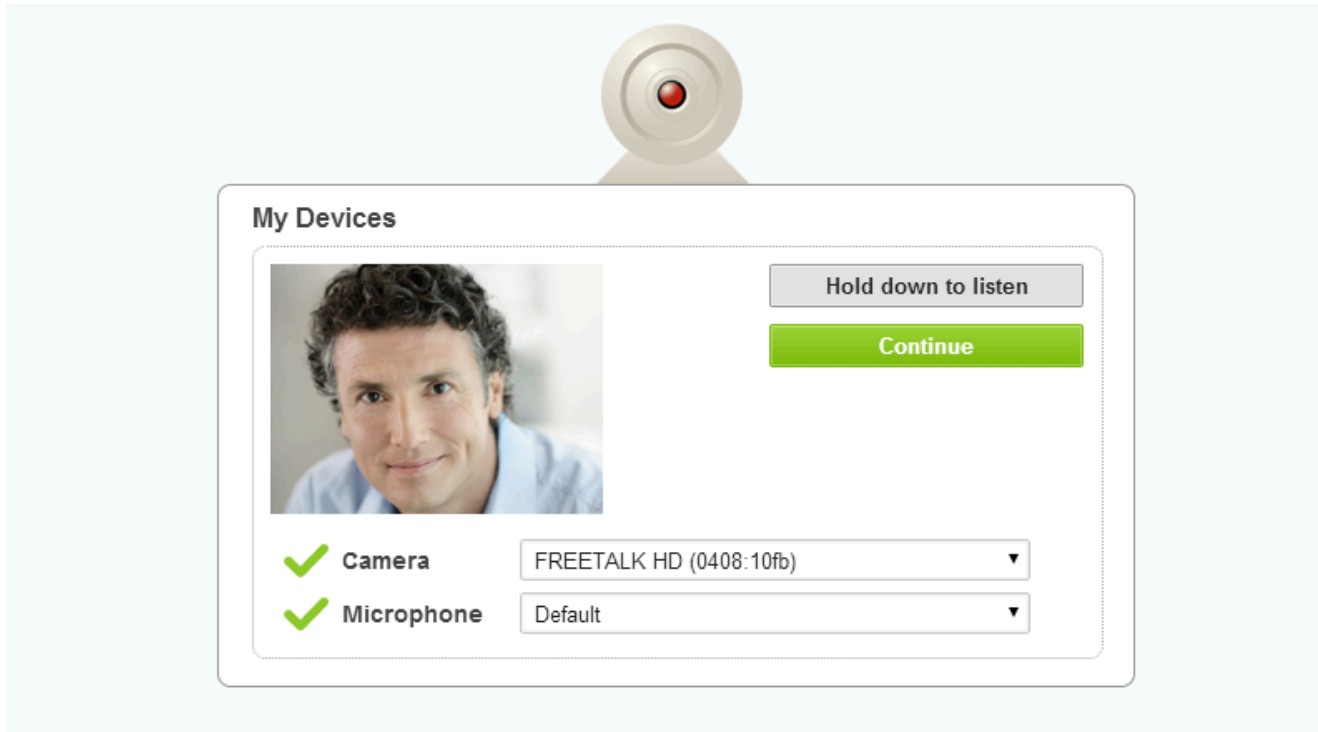 My Devices
Hold down to listen
Continue
Camera
FREETALK HD (0408:10fb)
Microphone
Default